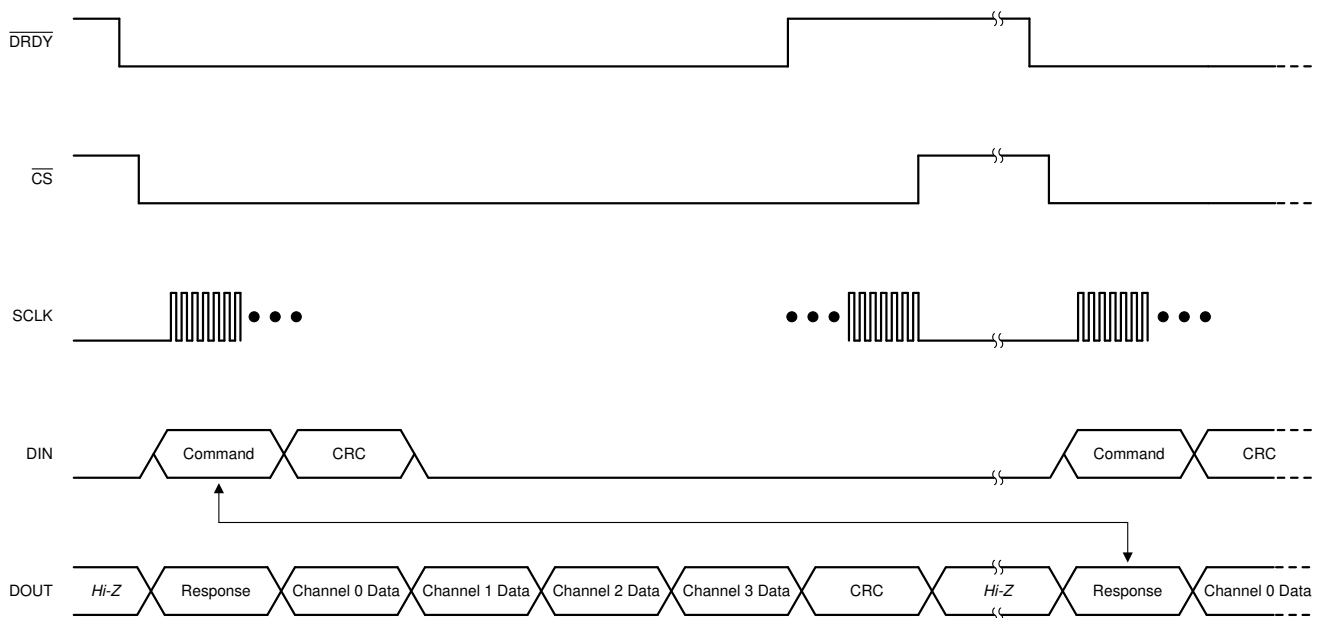 DRDY
CS
SCLK
DIN Command CRC Command CRC
DOUT Hi-Z Response Channel 0 Data Channel 1 Data Channel 2 Data Channel 3 Data CRC Hi-Z Response Channel 0 Data